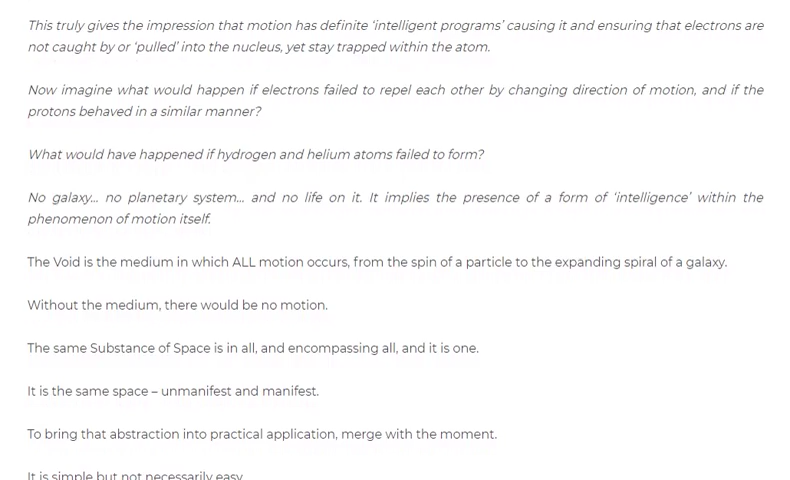 This truly gives the impression that motion has definite ‘intelligent programs’ causing it and ensuring that electrons are
not caught by or ‘pulled’ into the nucleus, yet stay trapped within the atom.
Now imagine what would happen if electrons failed to repel each other by changing direction of motion, and if the
protons behaved in a similar manner?
What would have happened if hydrogen and helium atoms failed to form?
No galaxy… no planetary system… and no life on it. It implies the presence of a form of ‘intelligence’ within the
phenomenon of motion itself.
The Void is the medium in which ALL motion occurs, from the spin of a particle to the expanding spiral of a galaxy.
Without the medium, there would be no motion.
The same Substance of Space is in all, and encompassing all, and it is one.
It is the same space – unmanifest and manifest.
To bring that abstraction into practical application, merge with the moment.
It is simple but not necessarily easy